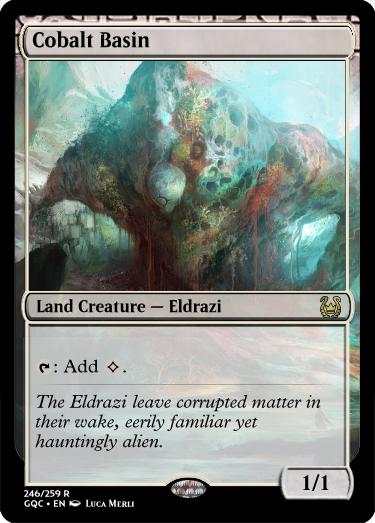 Cobalt Basin
Land Creature — Eldrazi
: Add .
The Eldrazi leave corrupted matter in
their wake, eerily familiar yet
hauntingly alien.
246/259 R
GQC • EN Luca Merli
1/1